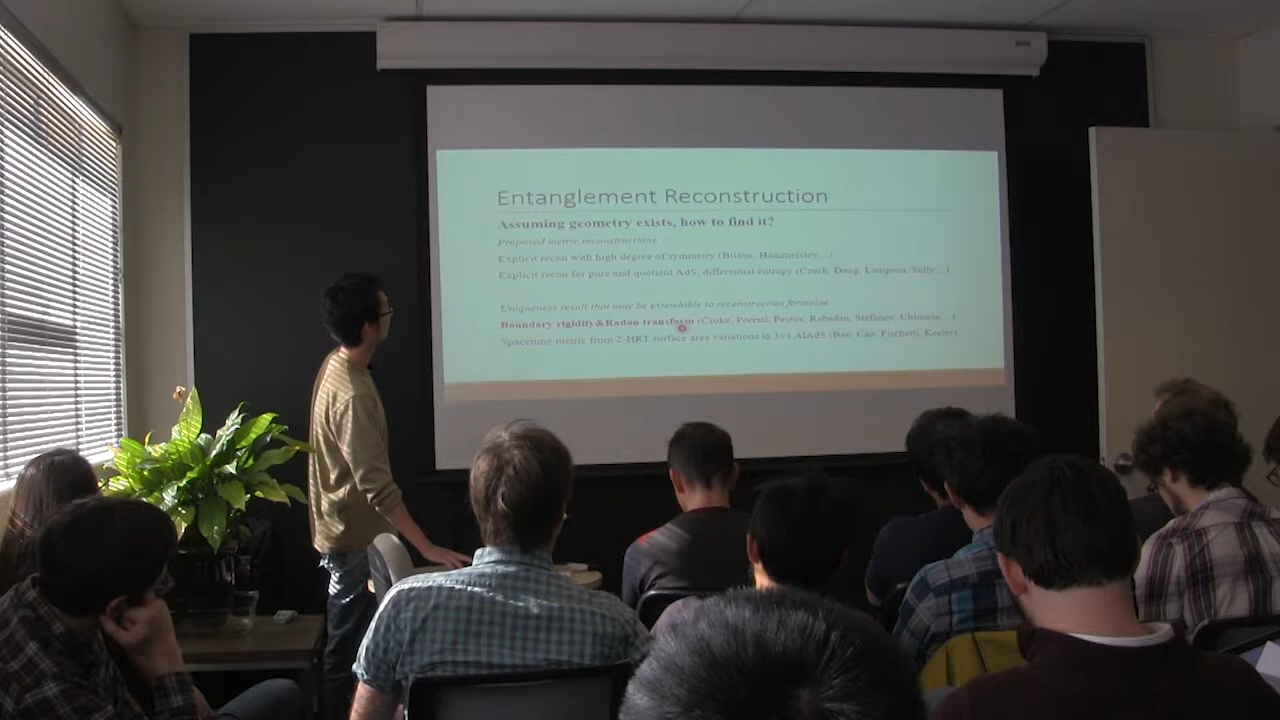 Entanglement Reconstruction
Assuming geometry exists, how to find it?
Proposed metric reconstructions
Explicit recon with high degree of symmetry (Bilson, Hammersley ...)
Explicit recon for pure and quotient AdS, differential entropy (Czech, Dong, Lamprou, Sully ...)
Uniqueness result that may be extendable to reconstruction formulae
Boundary rigidity&Radon transform (Croke, Porrati, Pestov, Rabadan, Stefanov, Uhlmann, ...)
Spacetime metric from 2-HRT surface area variations in 3+1 AlAdS (Bao, Cao, Fischetti, Keeler)